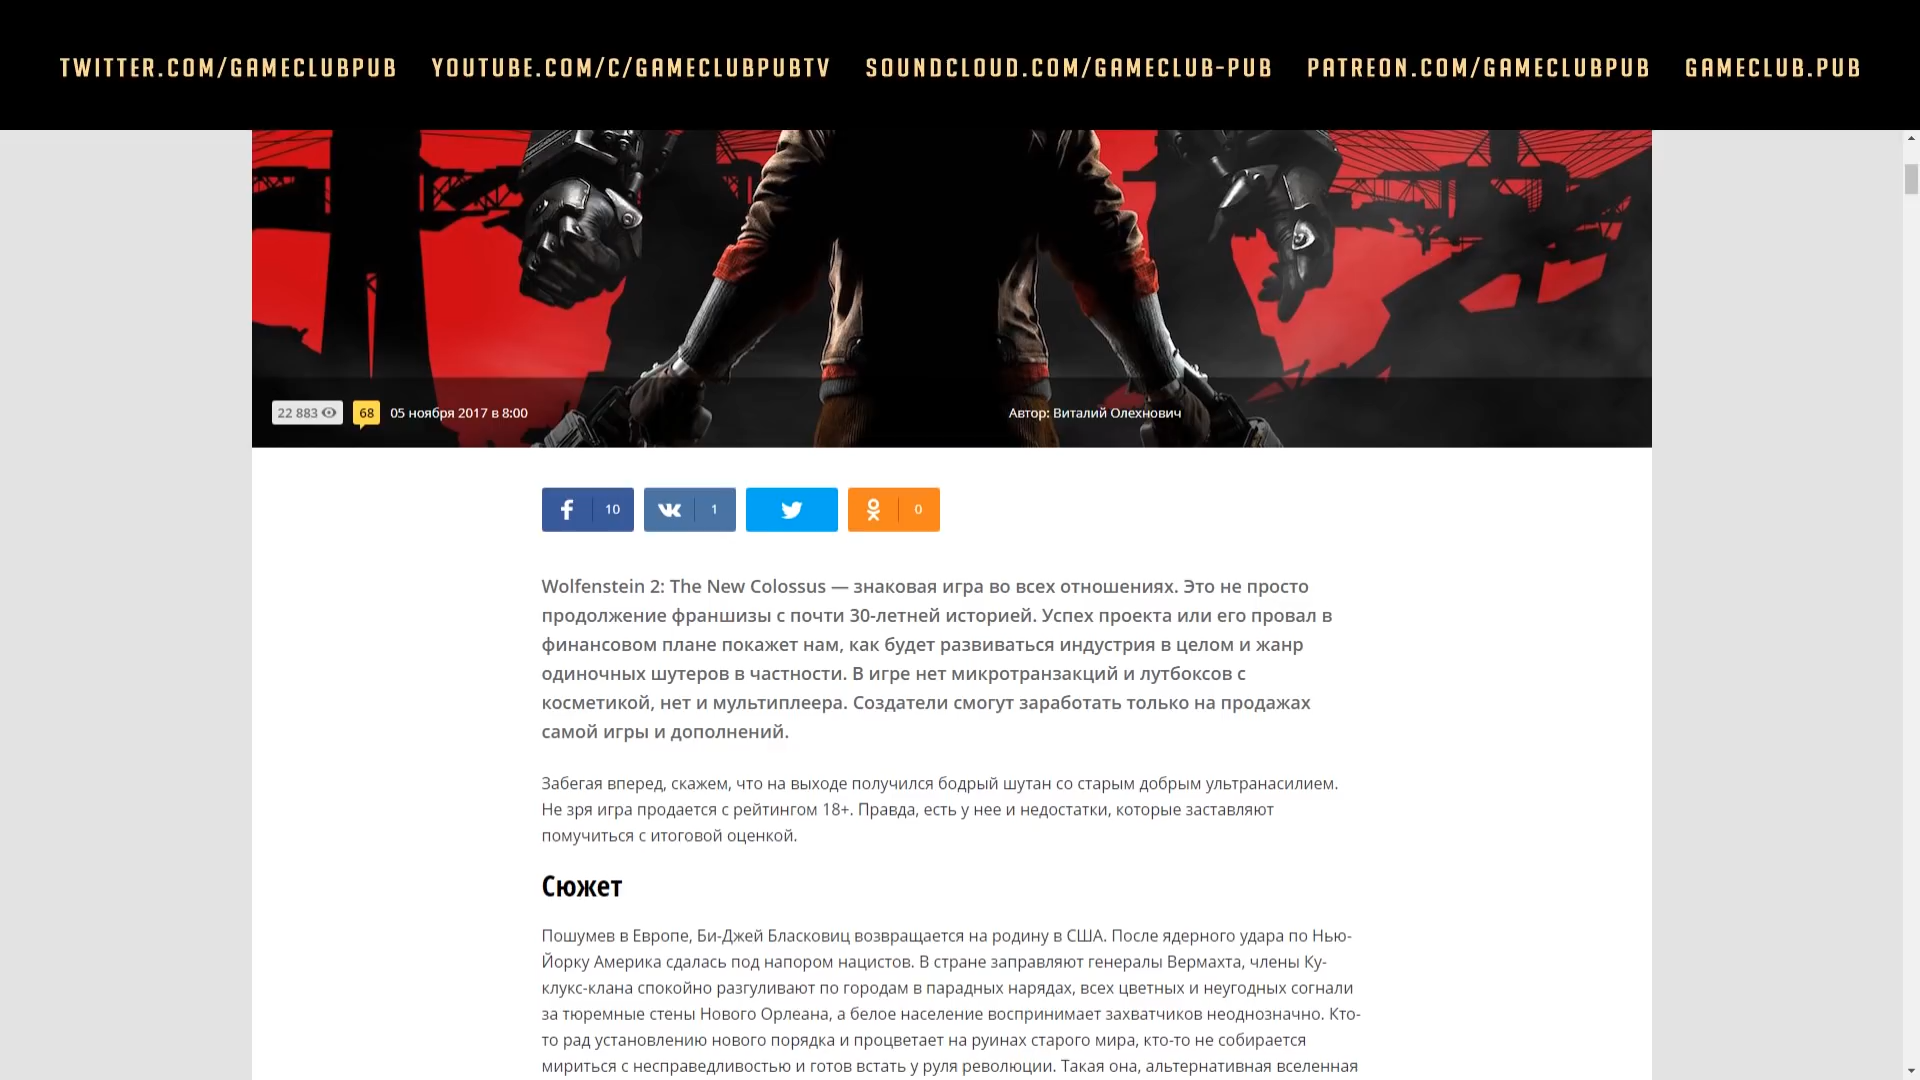 TWITTER.COM/GAMECLUBPUB YOUTUBE.COM/C/GAMECLUBPUBTV SOUNDCLOUD.COM/GAMECLUB-PUB PATREON.COM/GAMECLUBPUB GAMECLUB.PUB
22 883 68 05 ноября 2017 в 8:00 Автор: Виталий Олехнович
10 1 0
Wolfenstein 2: The New Colossus — знаковая игра во всех отношениях. Это не просто
продолжение франшизы с почти 30-летней историей. Успех проекта или его провал в
финансовом плане покажет нам, как будет развиваться индустрия в целом и жанр
одиночных шутеров в частности. В игре нет микротранзакций и лутбоксов с
косметикой, нет и мультиплеера. Создатели смогут заработать только на продажах
самой игры и дополнений.
Забегая вперед, скажем, что на выходе получился бодрый шутан со старым добрым ультранасилием.
Не зря игра продается с рейтингом 18+. Правда, есть у нее и недостатки, которые заставляют
помучиться с итоговой оценкой.
Сюжет
Пошумев в Европе, Би-Джей Бласковиц возвращается на родину в США. После ядерного удара по Нью-
Йорку Америка сдалась под напором нацистов. В стране заправляют генералы Вермахта, члены Ку-
клукс-клана спокойно разгуливают по городам в парадных нарядах, всех цветных и неугодных согнали
за тюремные стены Нового Орлеана, а белое население воспринимает захватчиков неоднозначно. Кто-
то рад установлению нового порядка и процветает на руинах старого мира, кто-то не собирается
мириться с несправедливостью и готов встать у руля революции. Такая она, альтернативная вселенная